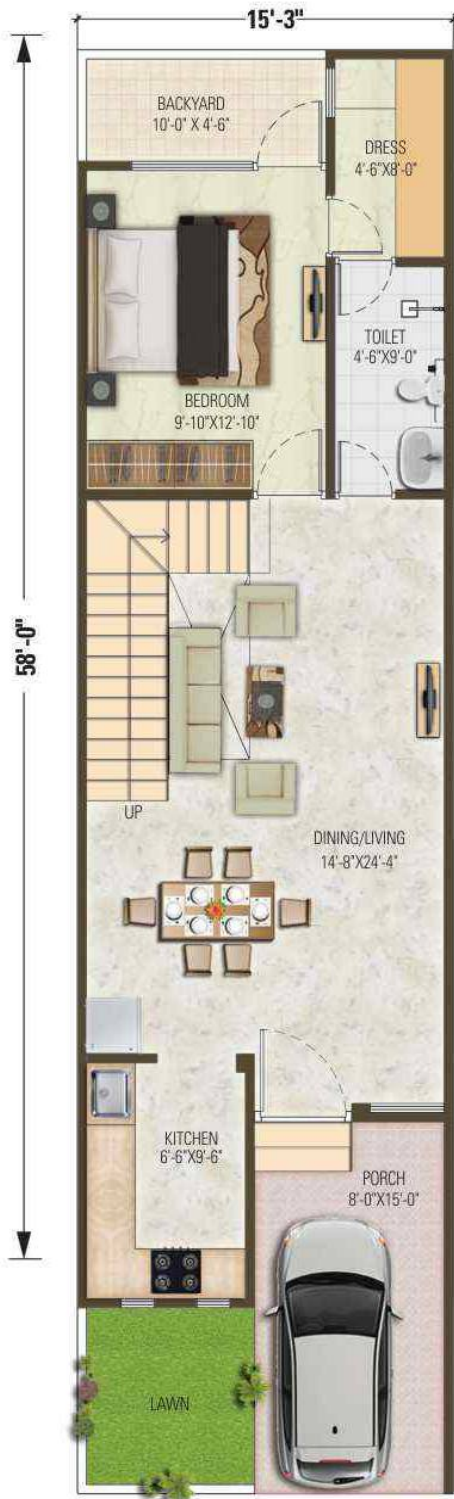 15'-3"
BACKYARD
10'-0" X 4'-6"
DRESS
4'-6"X8'-0"
TOILET
4'-6"X9'-0"
BEDROOM
9'-10"X12'-10"
58'-0"
UP
DINING/LIVING
14'-8"X24'-4"
KITCHEN
6'-6"X9'-6"
PORCH
8'-0"X15'-0"
LAWN